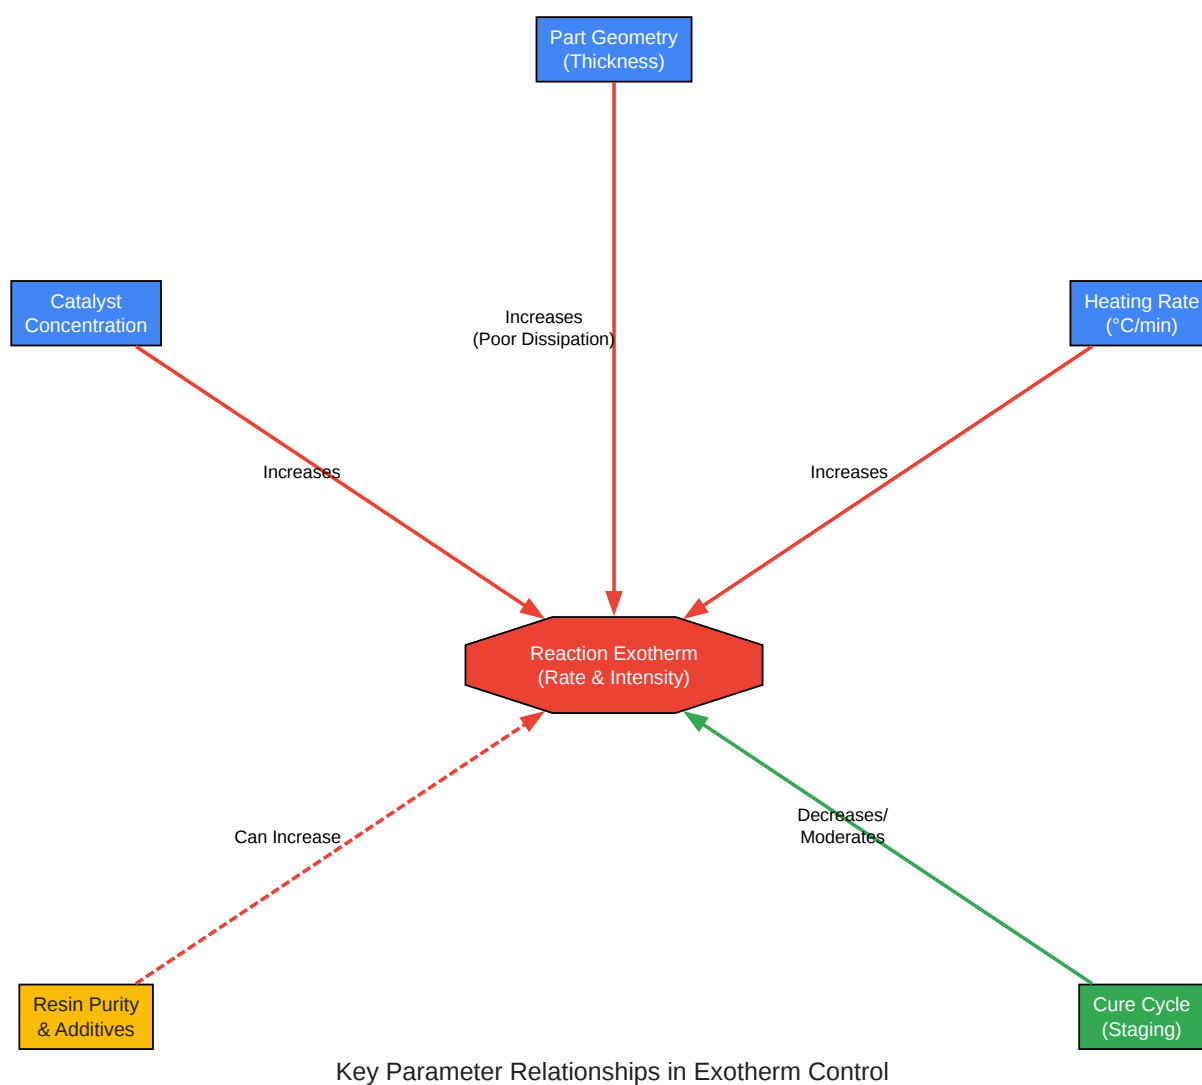 Part Geometry
(Thickness)
Catalyst
Concentration
Heating Rate
(°C/min)
Increases
(Poor Dissipation)
Increases
Increases
Reaction Exotherm
(Rate & Intensity)
Can Increase
Decreases/
Moderates
Resin Purity
& Additives
Cure Cycle
(Staging)
Key Parameter Relationships in Exotherm Control